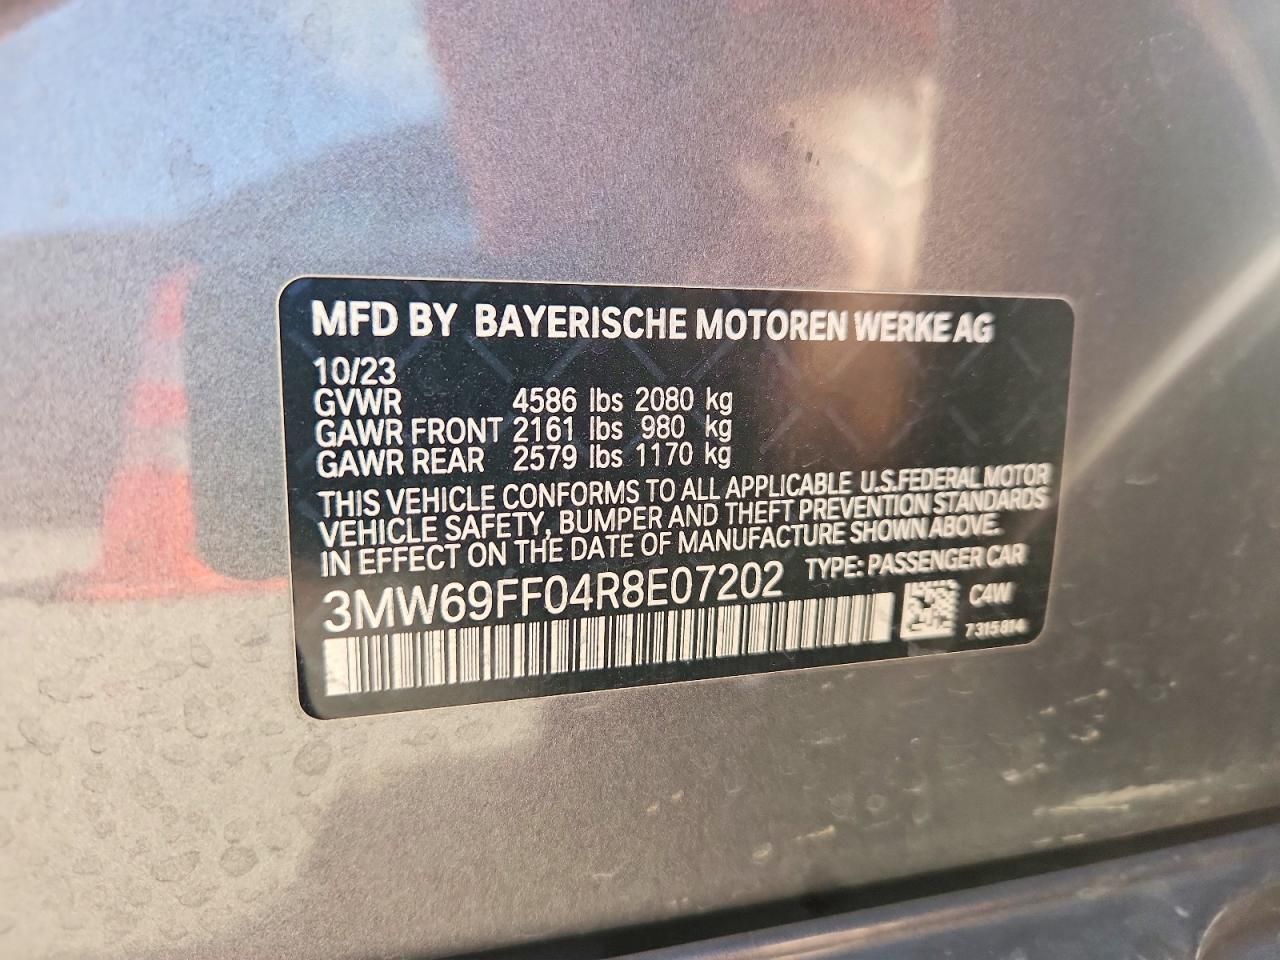 MFD BY BAYERISCHE MOTOREN WERKE AG
10/23
GVWR 4586 lbs 2080 kg
GAWR FRONT 2161 lbs 980 kg
GAWR REAR 2579 lbs 1170 kg
THIS VEHICLE CONFORMS TO ALL APPLICABLE U.S.FEDERAL MOTOR
VEHICLE SAFETY, BUMPER AND THEFT PREVENTION STANDARDS
IN EFFECT ON THE DATE OF MANUFACTURE SHOWN ABOVE.
3MW69FF04R8E07202 TYPE: PASSENGER CAR
C4W
7315814